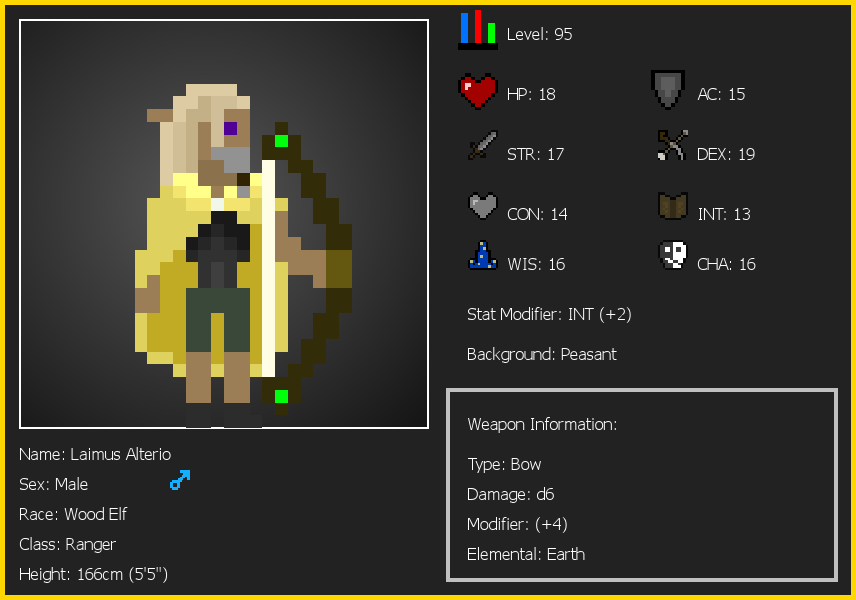 Level: 95
HP: 18
AC: 15
STR: 17
DEX: 19
CON: 14
INT: 13
WIS: 16
CHA: 16
Stat Modifier: INT (+2)
Background: Peasant
Weapon Information:
Type: Bow
Damage: d6
Modifier: (+4)
Elemental: Earth
Name: Laimus Alterio
Sex: Male
Race: Wood Elf
Class: Ranger
Height: 166cm (5'5")